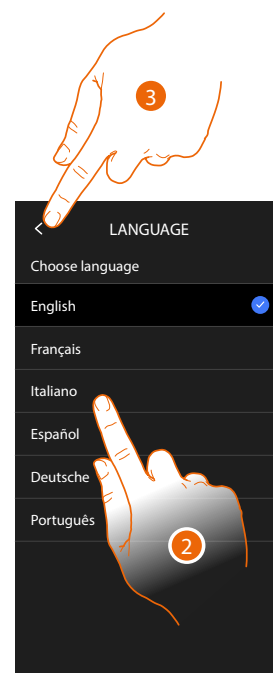 3
< LANGUAGE
Choose language
English
Français
Italiano
Español
Deutsche
Português
2